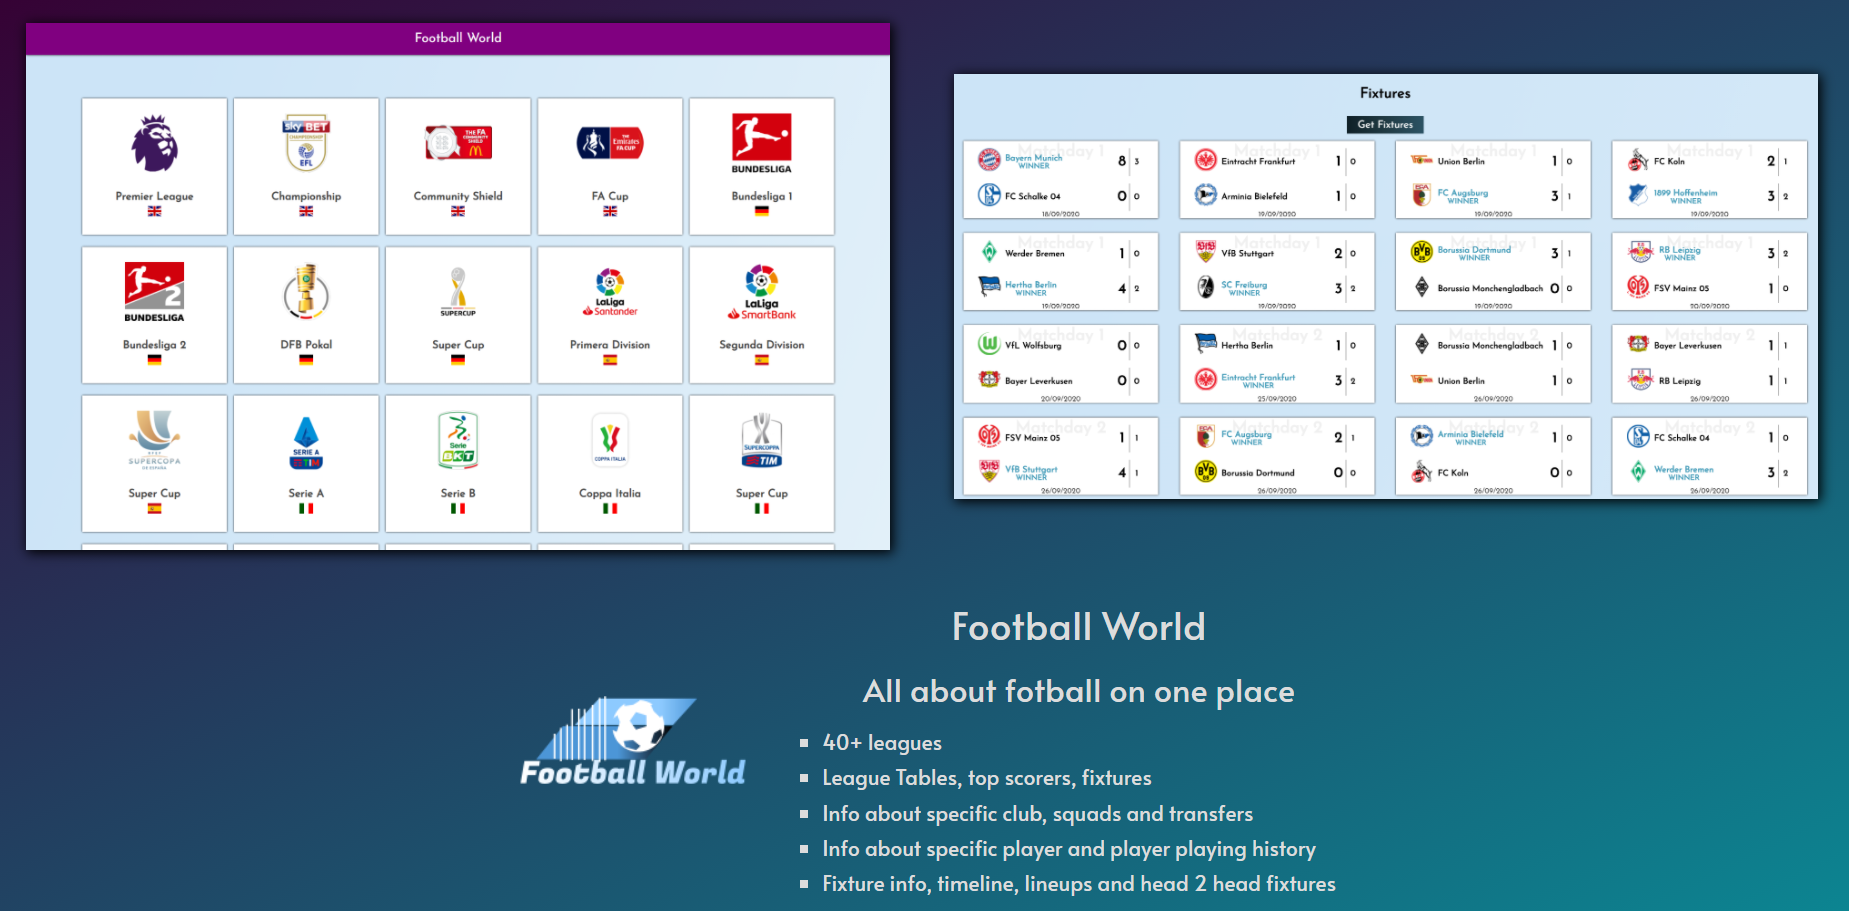 Football World
Premier League
Championship
Community Shield
FA Cup
Bundesliga 1
BUNDESLIGA
Bundesliga 2
DFB Pokal
Super Cup
Primera Division
Segunda Division
BUNDESLIGA
SUPERCUP
LaLiga
Santander
LaLiga
SmartBank
Super Cup
Serie A
Serie B
Coppa Italia
Super Cup
Fixtures
Get Fixtures
Matchday 1
Bayern Munich 8 3
WINNER
FC Schalke 04 0 0
18/09/2020
Matchday 1
Eintracht Frankfurt 1 0
Arminia Bielefeld 1 0
19/09/2020
Matchday 1
Union Berlin 1 0
FC Augsburg 3 1
WINNER
19/09/2020
Matchday 1
FC Koln 2 1
1899 Hoffenheim 3 2
WINNER
19/09/2020
Matchday 1
Werder Bremen 1 0
Hertha Berlin 4 2
WINNER
19/09/2020
Matchday 1
VfB Stuttgart 2 0
SC Freiburg 3 2
WINNER
19/09/2020
Matchday 1
Borussia Dortmund 3 1
WINNER
Borussia Monchengladbach 0 0
19/09/2020
Matchday 1
RB Leipzig 3 2
WINNER
FSV Mainz 05 1 0
20/09/2020
Matchday 1
VfL Wolfsburg 0 0
Bayer Leverkusen 0 0
20/09/2020
Matchday 2
Hertha Berlin 1 0
Eintracht Frankfurt 3 2
WINNER
25/09/2020
Matchday 2
Borussia Monchengladbach 1 0
Union Berlin 1 0
26/09/2020
Matchday 2
Bayer Leverkusen 1 1
RB Leipzig 1 1
26/09/2020
Matchday 2
FSV Mainz 05 1 1
VfB Stuttgart 4 1
WINNER
26/09/2020
Matchday 2
FC Augsburg 2 1
WINNER
Borussia Dortmund 0 0
26/09/2020
Matchday 2
Arminia Bielefeld 1 0
WINNER
FC Koln 0 0
26/09/2020
Matchday 2
FC Schalke 04 1 0
Werder Bremen 3 2
WINNER
26/09/2020
Football World
All about fotball on one place
Football World
40+ leagues
League Tables, top scorers, fixtures
Info about specific club, squads and transfers
Info about specific player and player playing history
Fixture info, timeline, lineups and head 2 head fixtures